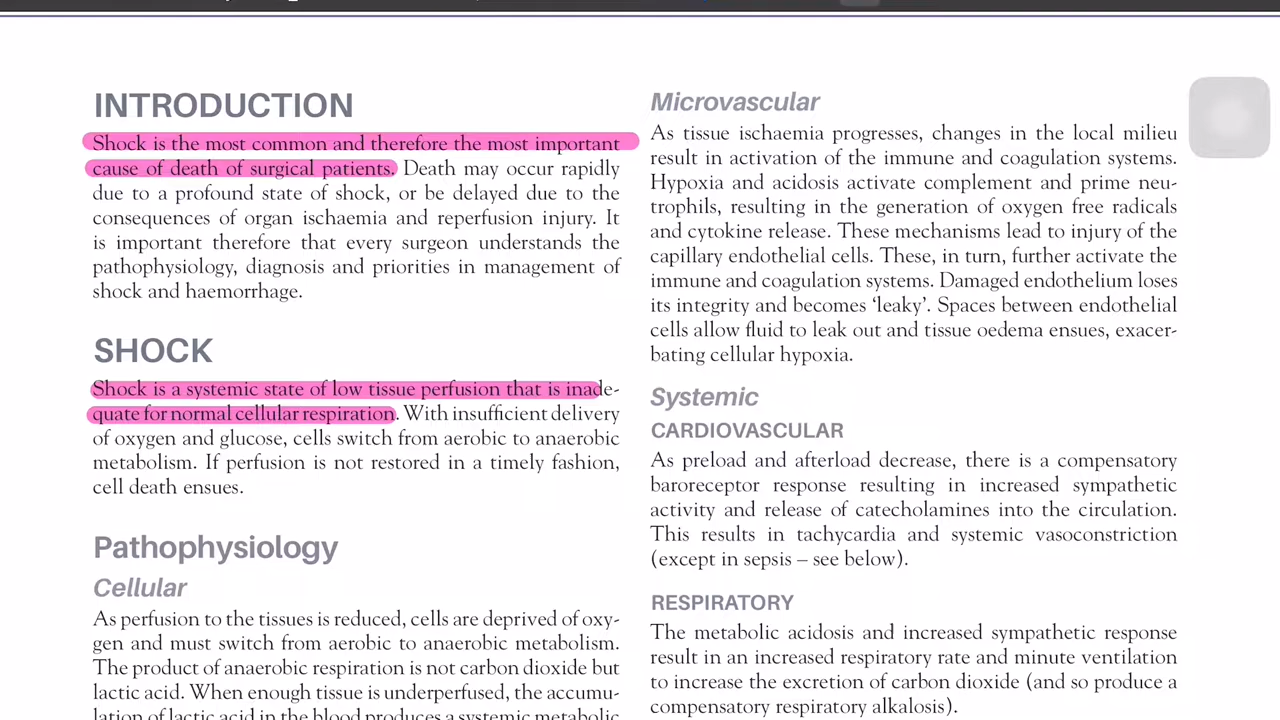 INTRODUCTION
Shock is the most common and therefore the most important
cause of death of surgical patients. Death may occur rapidly
due to a profound state of shock, or be delayed due to the
consequences of organ ischaemia and reperfusion injury. It
is important therefore that every surgeon understands the
pathophysiology, diagnosis and priorities in management of
shock and haemorrhage.
SHOCK
Shock is a systemic state of low tissue perfusion that is inade-
quate for normal cellular respiration. With insufficient delivery
of oxygen and glucose, cells switch from aerobic to anaerobic
metabolism. If perfusion is not restored in a timely fashion,
cell death ensues.
Pathophysiology
Cellular
As perfusion to the tissues is reduced, cells are deprived of oxy-
gen and must switch from aerobic to anaerobic metabolism.
The product of anaerobic respiration is not carbon dioxide but
lactic acid. When enough tissue is underperfused, the accumu-
lation of lactic acid in the blood produces a systemic metabolic
Microvascular
As tissue ischaemia progresses, changes in the local milieu
result in activation of the immune and coagulation systems.
Hypoxia and acidosis activate complement and prime neu-
trophils, resulting in the generation of oxygen free radicals
and cytokine release. These mechanisms lead to injury of the
capillary endothelial cells. These, in turn, further activate the
immune and coagulation systems. Damaged endothelium loses
its integrity and becomes ‘leaky’. Spaces between endothelial
cells allow fluid to leak out and tissue oedema ensues, exacer-
bating cellular hypoxia.
Systemic
CARDIOVASCULAR
As preload and afterload decrease, there is a compensatory
baroreceptor response resulting in increased sympathetic
activity and release of catecholamines into the circulation.
This results in tachycardia and systemic vasoconstriction
(except in sepsis – see below).
RESPIRATORY
The metabolic acidosis and increased sympathetic response
result in an increased respiratory rate and minute ventilation
to increase the excretion of carbon dioxide (and so produce a
compensatory respiratory alkalosis).